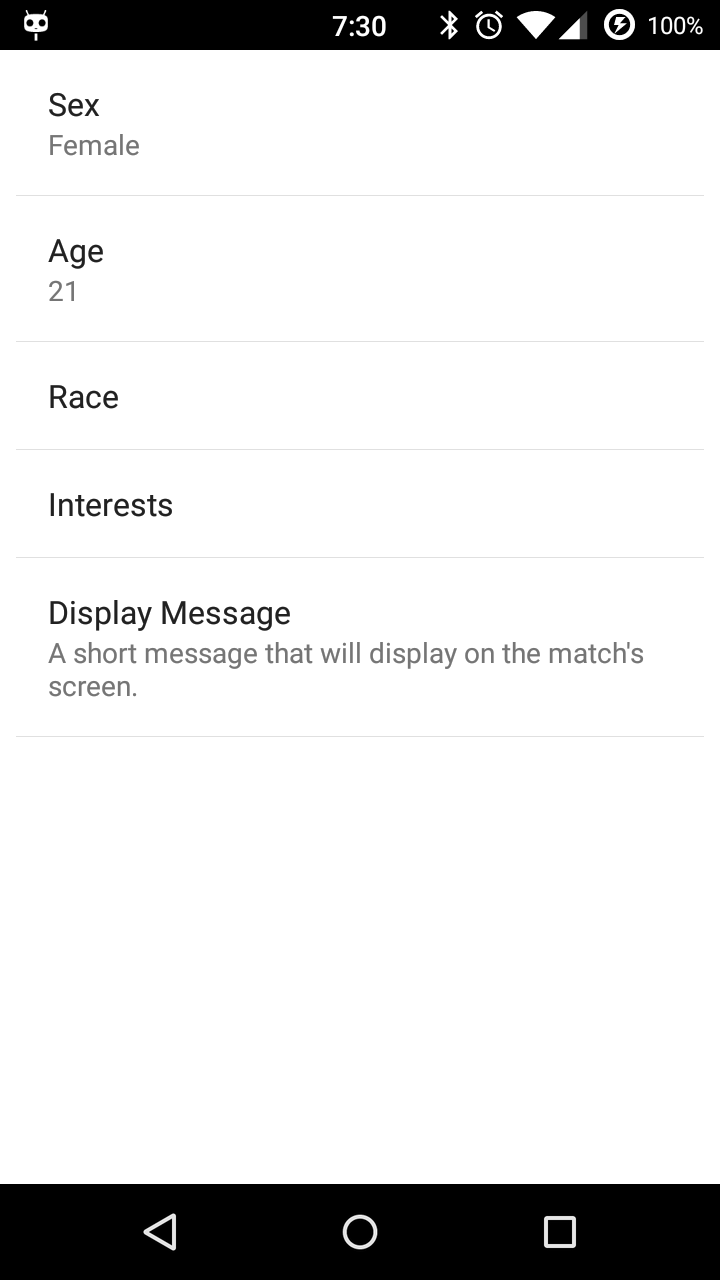 7:30 100%
Sex
Female
Age
21
Race
Interests
Display Message
A short message that will display on the match's
screen.